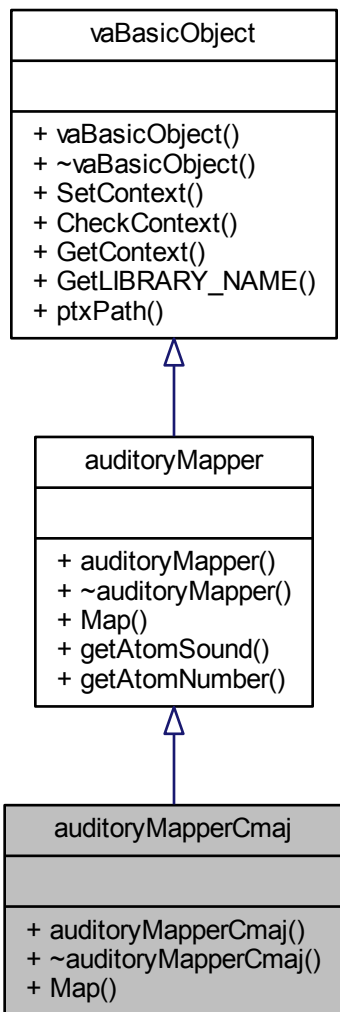 vaBasicObject
+ vaBasicObject()
+ ~vaBasicObject()
+ SetContext()
+ CheckContext()
+ GetContext()
+ GetLIBRARY_NAME()
+ ptxPath()
auditoryMapper
+ auditoryMapper()
+ ~auditoryMapper()
+ Map()
+ getAtomSound()
+ getAtomNumber()
auditoryMapperCmaj
+ auditoryMapperCmaj()
+ ~auditoryMapperCmaj()
+ Map()